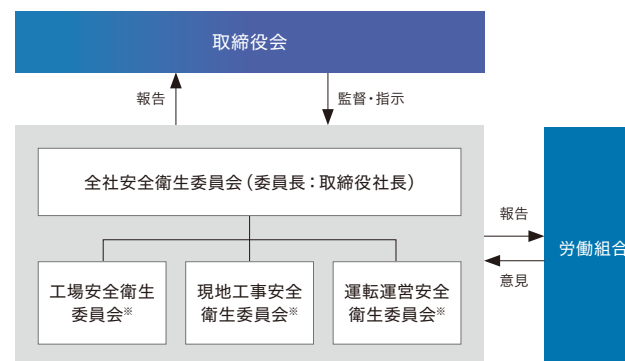 取締役会
報告
監督・指示
全社安全衛生委員会（委員長：取締役社長）
報告
労働組合
意見
工場安全衛生
委員会※
現地工事安全
衛生委員会※
運転運営安全
衛生委員会※